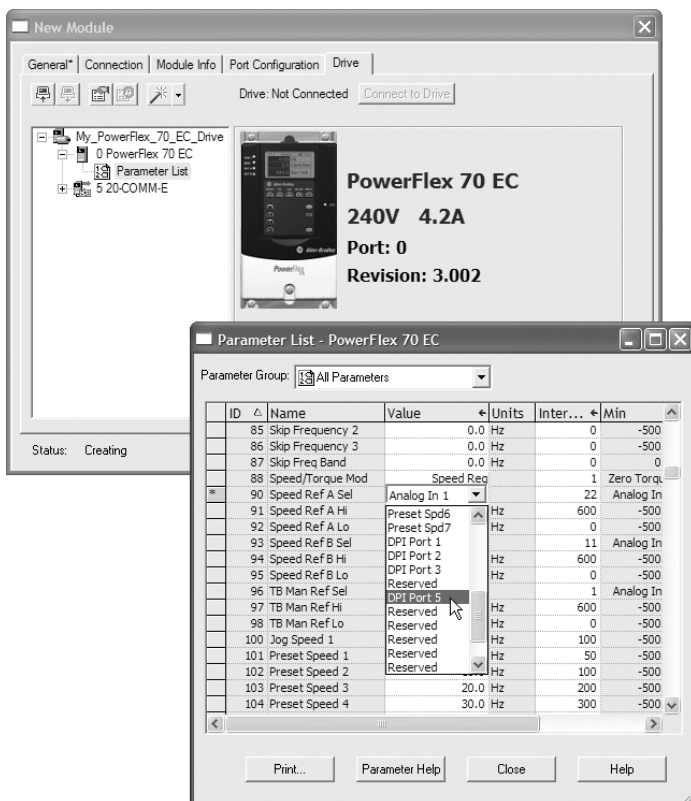 New Module
General* Connection Module Info Port Configuration Drive
Drive: Not Connected Connect to Drive
My_PowerFlex_70_EC_Drive
0 PowerFlex 70 EC
Parameter List
5 20-COMM-E
Allen-Bradley
PowerFlex
PowerFlex 70 EC
240V 4.2A
Port: 0
Revision: 3.002
Status: Creating
Parameter List - PowerFlex 70 EC
Parameter Group: All Parameters
ID Name Value Units Inter... Min
85 Skip Frequency 2 0.0 Hz 0 -500
86 Skip Frequency 3 0.0 Hz 0 -500
87 Skip Freq Band 0.0 Hz 0 0
88 Speed/Torque Mod Speed Reg 1 Zero Torqu
* 90 Speed Ref A Sel Analog In 1 22 Analog In
91 Speed Ref A Hi Preset Spd6 Hz 600 -500
92 Speed Ref A Lo Preset Spd7 Hz 0 -500
93 Speed Ref B Sel DPI Port 1 11 Analog In
94 Speed Ref B Hi DPI Port 2 Hz 600 -500
95 Speed Ref B Lo DPI Port 3 Hz 0 -500
96 TB Man Ref Sel Reserved 1 Analog In
97 TB Man Ref Hi DPI Port 5 Hz 600 -500
98 TB Man Ref Lo Reserved Hz 0 -500
100 Jog Speed 1 Reserved Hz 100 -500
101 Preset Speed 1 Reserved Hz 50 -500
102 Preset Speed 2 Reserved Hz 100 -500
Reserved
103 Preset Speed 3 20.0 Hz 200 -500
104 Preset Speed 4 30.0 Hz 300 -500
Print... Parameter Help Close Help